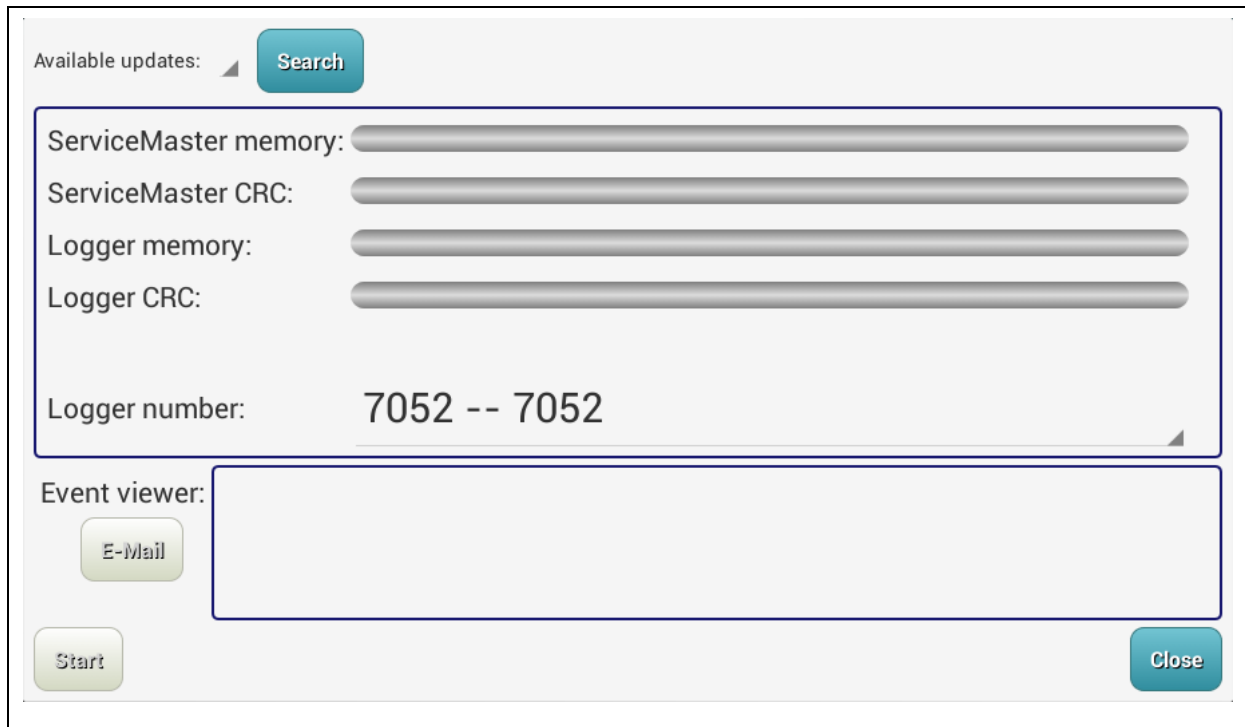 Available updates:
Search
ServiceMaster memory:
ServiceMaster CRC:
Logger memory:
Logger CRC:
Logger number:
7052 -- 7052
Event viewer:
E-Mail
Start
Close